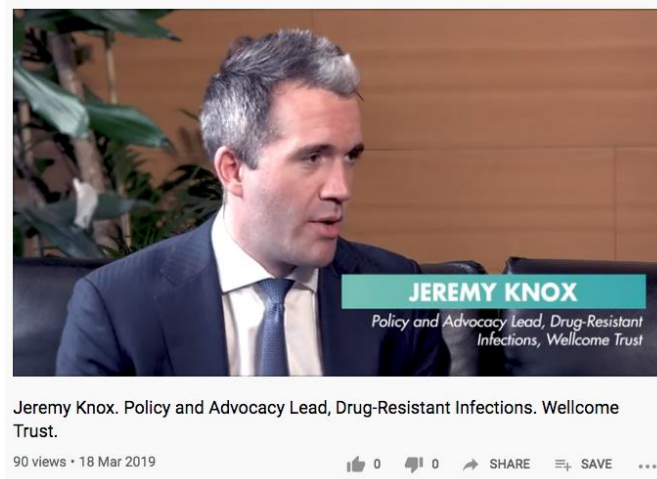 JEREMY KNOX
Policy and Advocacy Lead, Drug-Resistant
Infections, Wellcome Trust
Jeremy Knox. Policy and Advocacy Lead, Drug-Resistant Infections. Wellcome
Trust.
90 views • 18 Mar 2019 0 0 SHARE SAVE